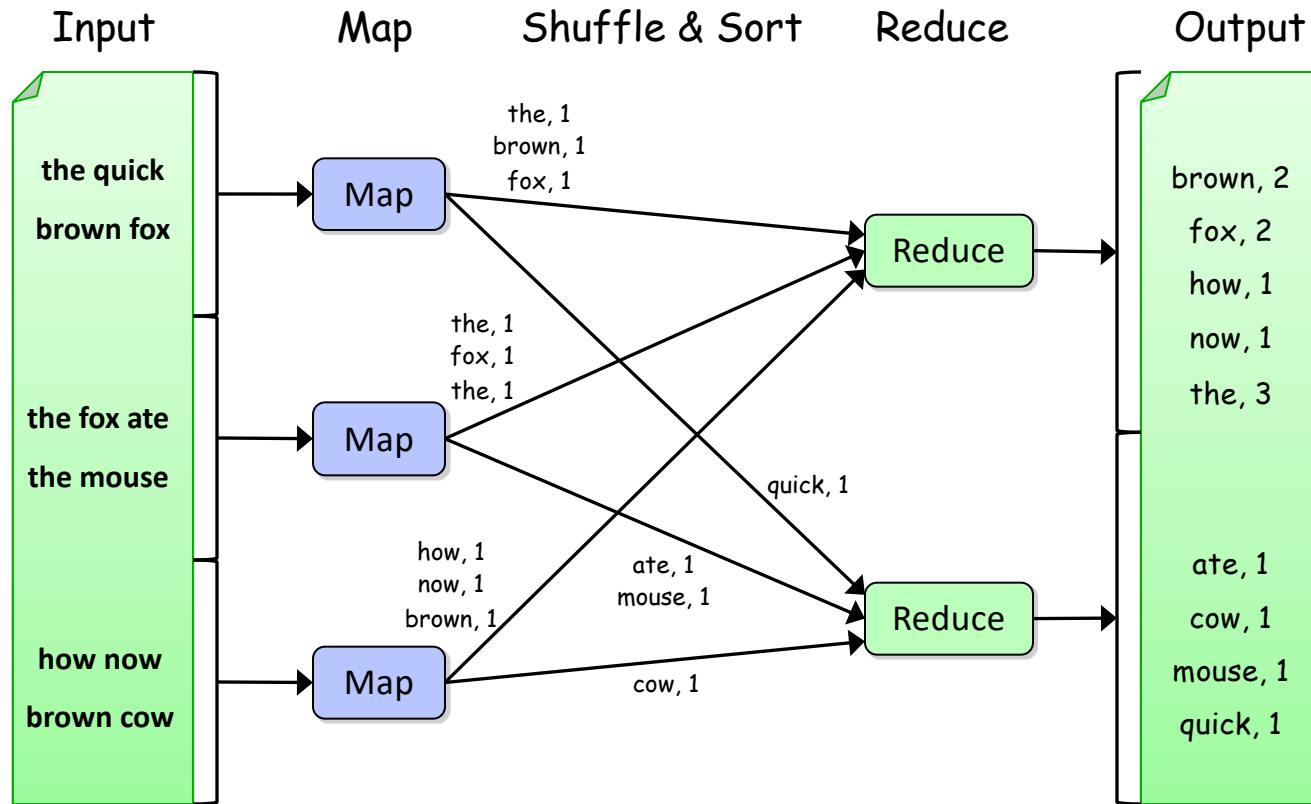 Input
Map
Shuffle & Sort
Reduce
Output
the quick
brown fox
the fox ate
the mouse
how now
brown cow
Map
Map
Map
the, 1
brown, 1
fox, 1
the, 1
fox, 1
the, 1
how, 1
now, 1
brown, 1
quick, 1
ate, 1
mouse, 1
cow, 1
Reduce
Reduce
brown, 2
fox, 2
how, 1
now, 1
the, 3
ate, 1
cow, 1
mouse, 1
quick, 1